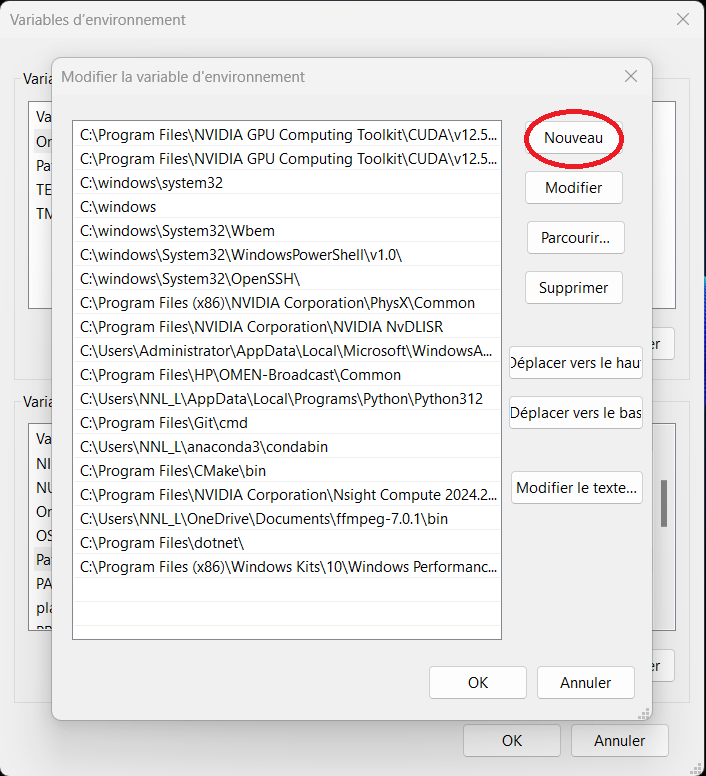 Variables d'environnement
Modifier la variable d'environnement
C:\Program Files\NVIDIA GPU Computing Toolkit\CUDA\v12.5...
C:\Program Files\NVIDIA GPU Computing Toolkit\CUDA\v12.5...
C:\windows\system32
C:\windows
C:\windows\System32\Wbem
C:\windows\System32\WindowsPowerShell\v1.0\
C:\windows\System32\OpenSSH\
C:\Program Files (x86)\NVIDIA Corporation\PhysX\Common
C:\Program Files\NVIDIA Corporation\NVIDIA NvDLISR
C:\Users\Administrator\AppData\Local\Microsoft\WindowsA...
C:\Program Files\HP\OMEN-Broadcast\Common
C:\Users\NNL_L\AppData\Local\Programs\Python\Python312
C:\Program Files\Git\cmd
C:\Users\NNL_L\anaconda3\condabin
C:\Program Files\CMake\bin
C:\Program Files\NVIDIA Corporation\Nsight Compute 2024.2...
C:\Users\NNL_L\OneDrive\Documents\ffmpeg-7.0.1\bin
C:\Program Files\dotnet\
C:\Program Files (x86)\Windows Kits\10\Windows Performanc...
Nouveau
Modifier
Parcourir...
Supprimer
Déplacer vers le hau
Déplacer vers le bas
Modifier le texte...
OK
Annuler
Varia
Va
On
Pa
TE
TM
er
Varia
Va
NI
NU
On
OS
Pa
PA
pla
er
OK
Annuler